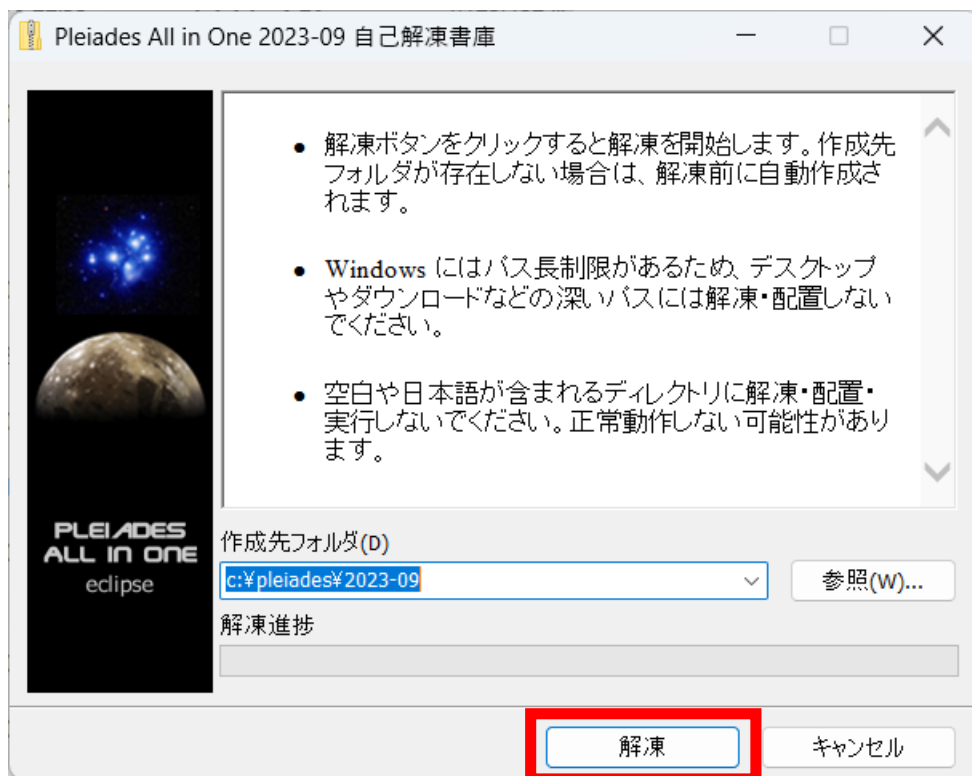 Pleiades All in One 2023-09 自己解凍書庫
● 解凍ボタンをクリックすると解凍を開始します。作成先
フォルダが存在しない場合は、解凍前に自動作成さ
れます。
● Windows にはパス長制限があるため、デスクトップ
やダウンロードなどの深いパスには解凍・配置しない
でください。
● 空白や日本語が含まれるディレクトリに解凍・配置・
実行しないでください。正常動作しない可能性があり
ます。
PLEIADES
ALL IN ONE
eclipse
作成先フォルダ(D)
c:¥pleiades¥2023-09
参照(W)...
解凍進捗
解凍
キャンセル